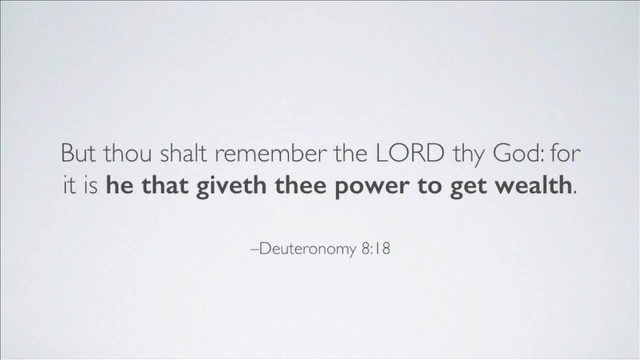 But thou shalt remember the LORD thy God: for
it is he that giveth thee power to get wealth.
–Deuteronomy 8:18